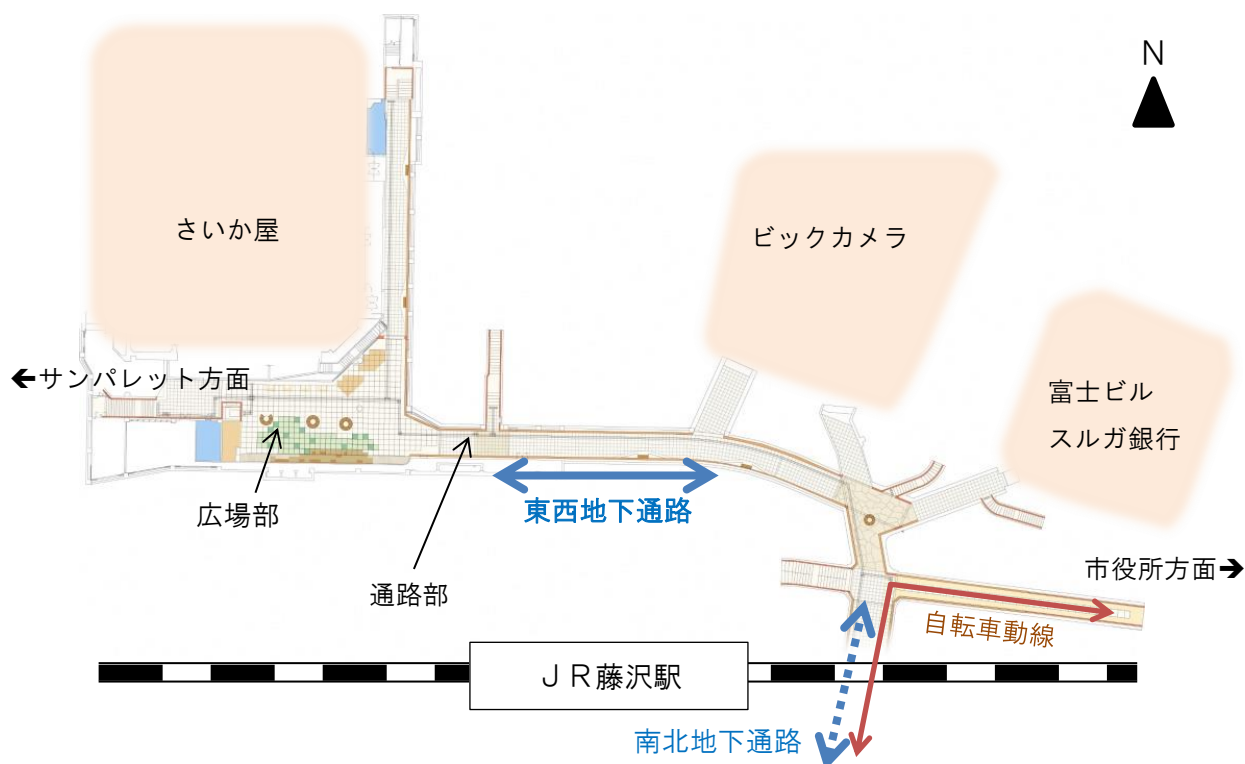 N
さいか屋
ビックカメラ
←サンパレット方面
富士ビル
スルガ銀行
広場部
東西地下通路
通路部
市役所方面→
自転車動線
ＪＲ藤沢駅
南北地下通路